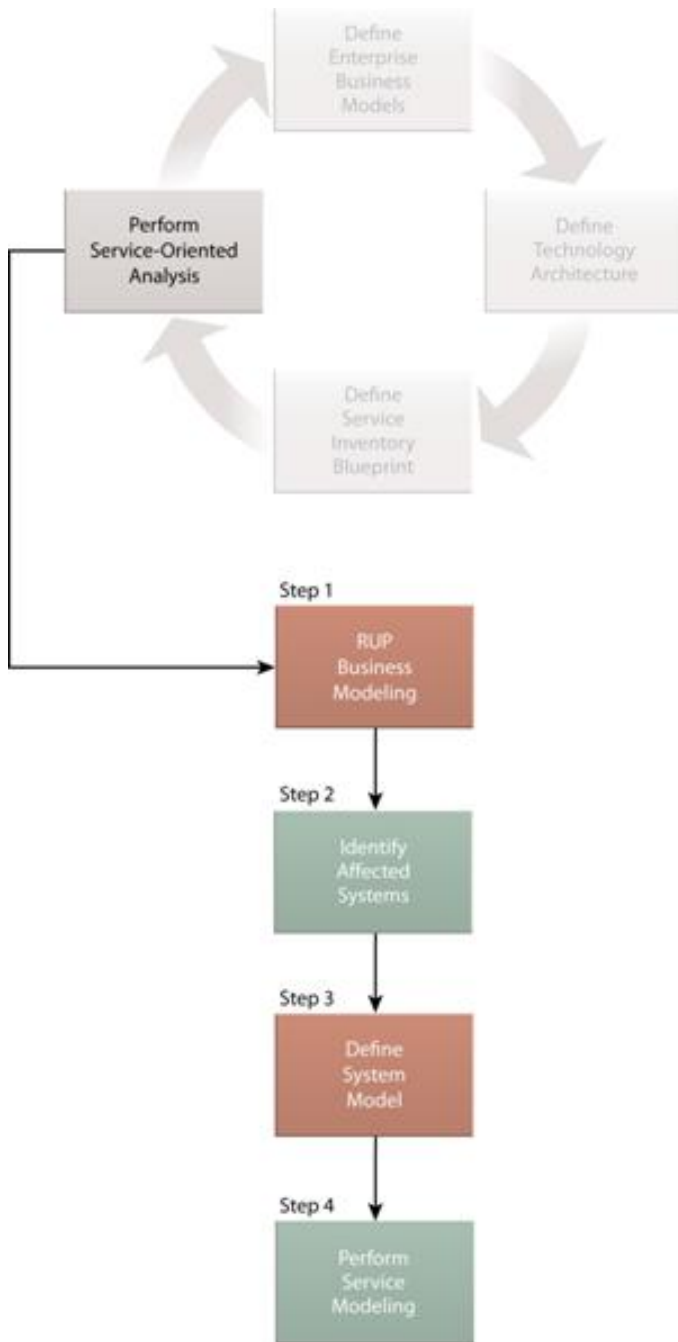 Define
Enterprise
Business
Models
Perform
Service-Oriented
Analysis
Define
Technology
Architecture
Define
Service
Inventory
Blueprint
Step 1
RUP
Business
Modeling
Step 2
Identify
Affected
Systems
Step 3
Define
System
Model
Step 4
Perform
Service
Modeling